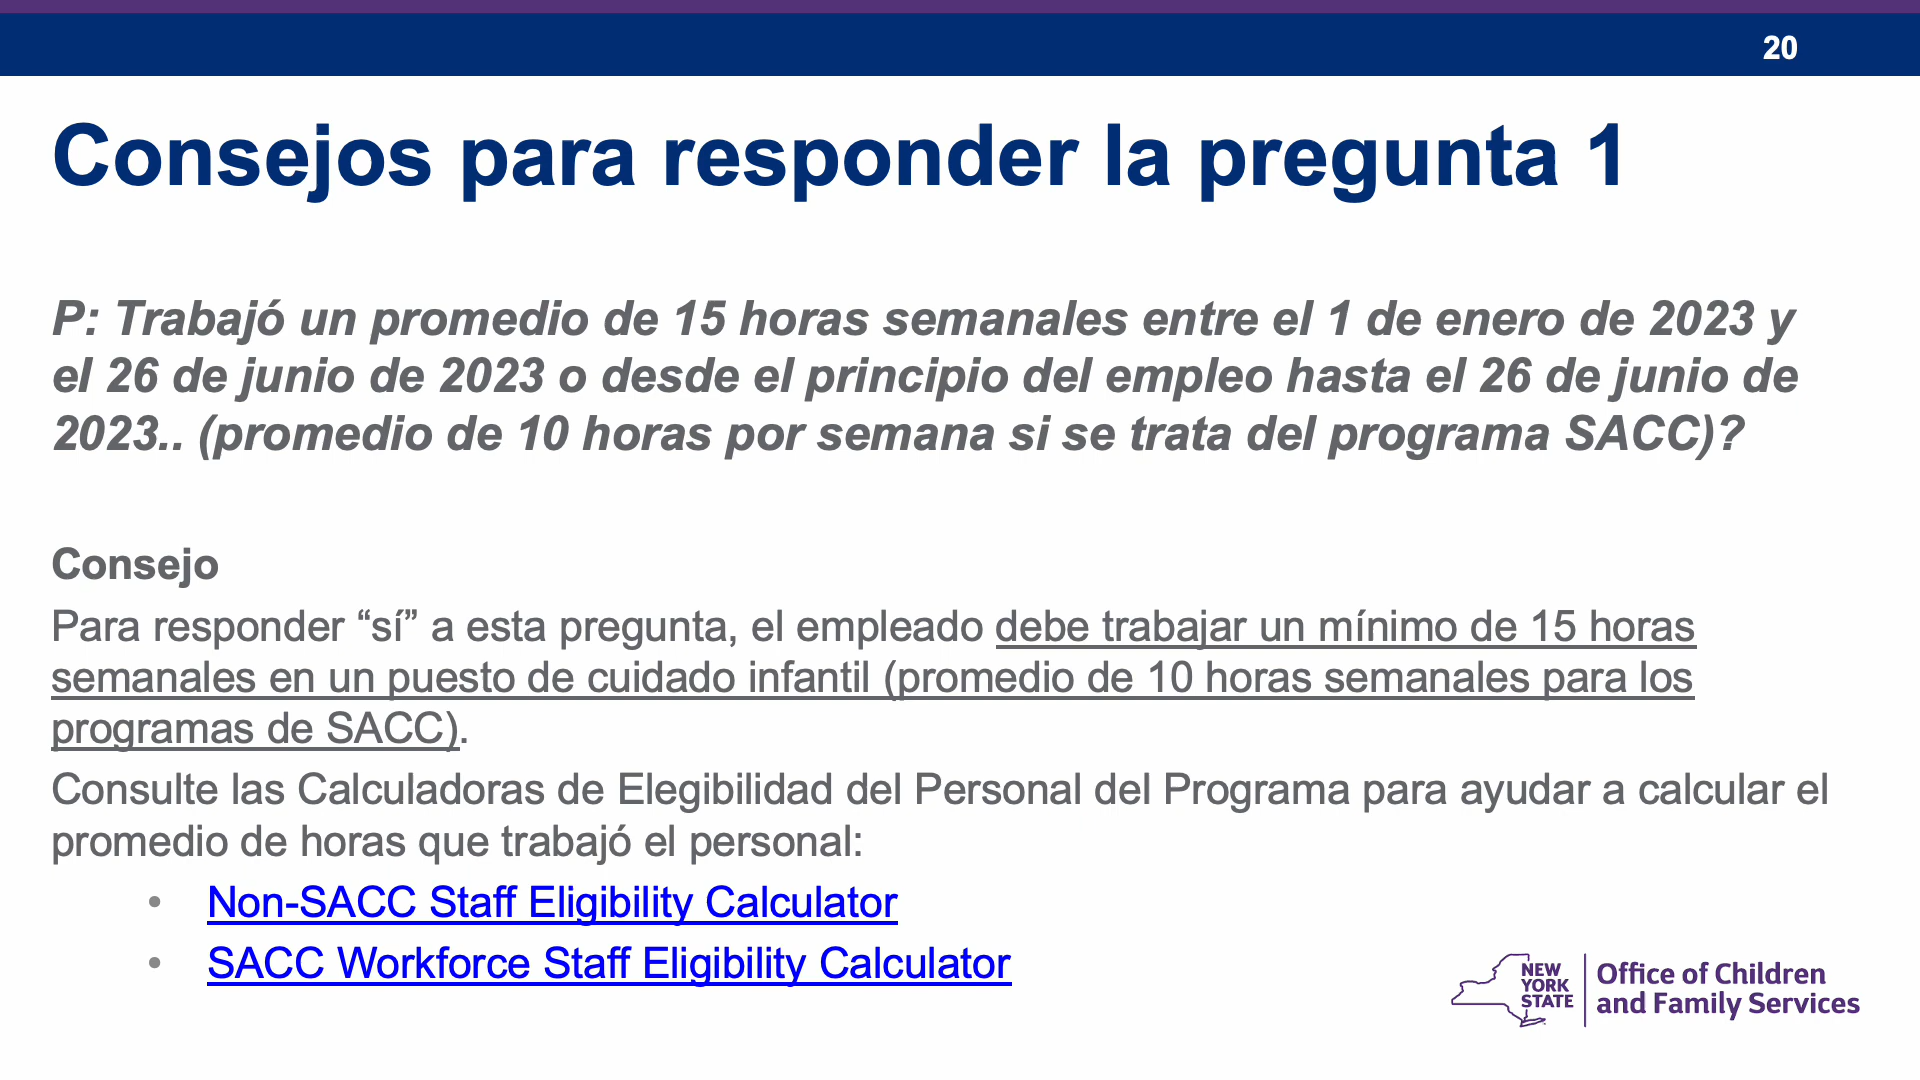 20
Consejos para responder la pregunta 1
P: Trabajó un promedio de 15 horas semanales entre el 1 de enero de 2023 y
el 26 de junio de 2023 o desde el principio del empleo hasta el 26 de junio de
2023.. (promedio de 10 horas por semana si se trata del programa SACC)?
Consejo
Para responder “sí” a esta pregunta, el empleado debe trabajar un mínimo de 15 horas
semanales en un puesto de cuidado infantil (promedio de 10 horas semanales para los
programas de SACC).
Consulte las Calculadoras de Elegibilidad del Personal del Programa para ayudar a calcular el
promedio de horas que trabajó el personal:
• Non-SACC Staff Eligibility Calculator
• SACC Workforce Staff Eligibility Calculator
NEW
YORK
STATE
Office of Children
and Family Services